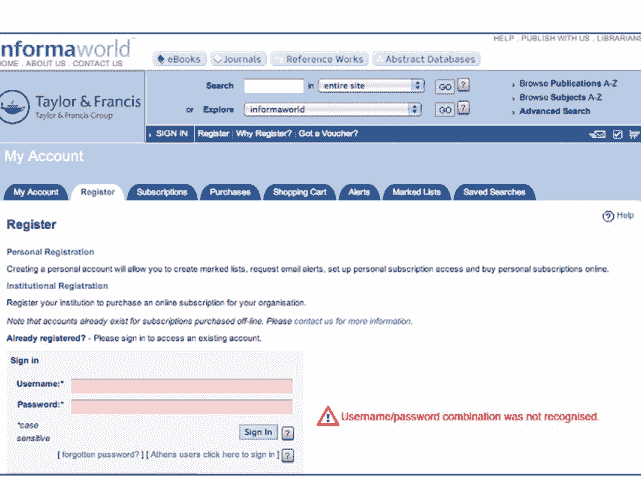 HELP . PUBLISH WITH US . LIBRARIANS
informaworld™
HOME . ABOUT US . CONTACT US
eBooks Journals Reference Works Abstract Databases
Search in entire site GO ?
or Explore informaworld GO ?
Browse Publications A-Z
Browse Subjects A-Z
Advanced Search
Taylor & Francis
Taylor & Francis Group
SIGN IN Register Why Register? Got a Voucher?
My Account
My Account Register Subscriptions Purchases Shopping Cart Alerts Marked Lists Saved Searches
Register
? Help
Personal Registration
Creating a personal account will allow you to create marked lists, request email alerts, set up personal subscription access and buy personal subscriptions online.
Institutional Registration
Register your institution to purchase an online subscription for your organisation.
Note that accounts already exist for subscriptions purchased off-line. Please contact us for more information.
Already registered? - Please sign in to access an existing account.
Sign in
Username:*
Password:*
Username/password combination was not recognised.
*case
sensitive
Sign In ?
[ forgotten password? ] [ Athens users click here to sign in ] ?